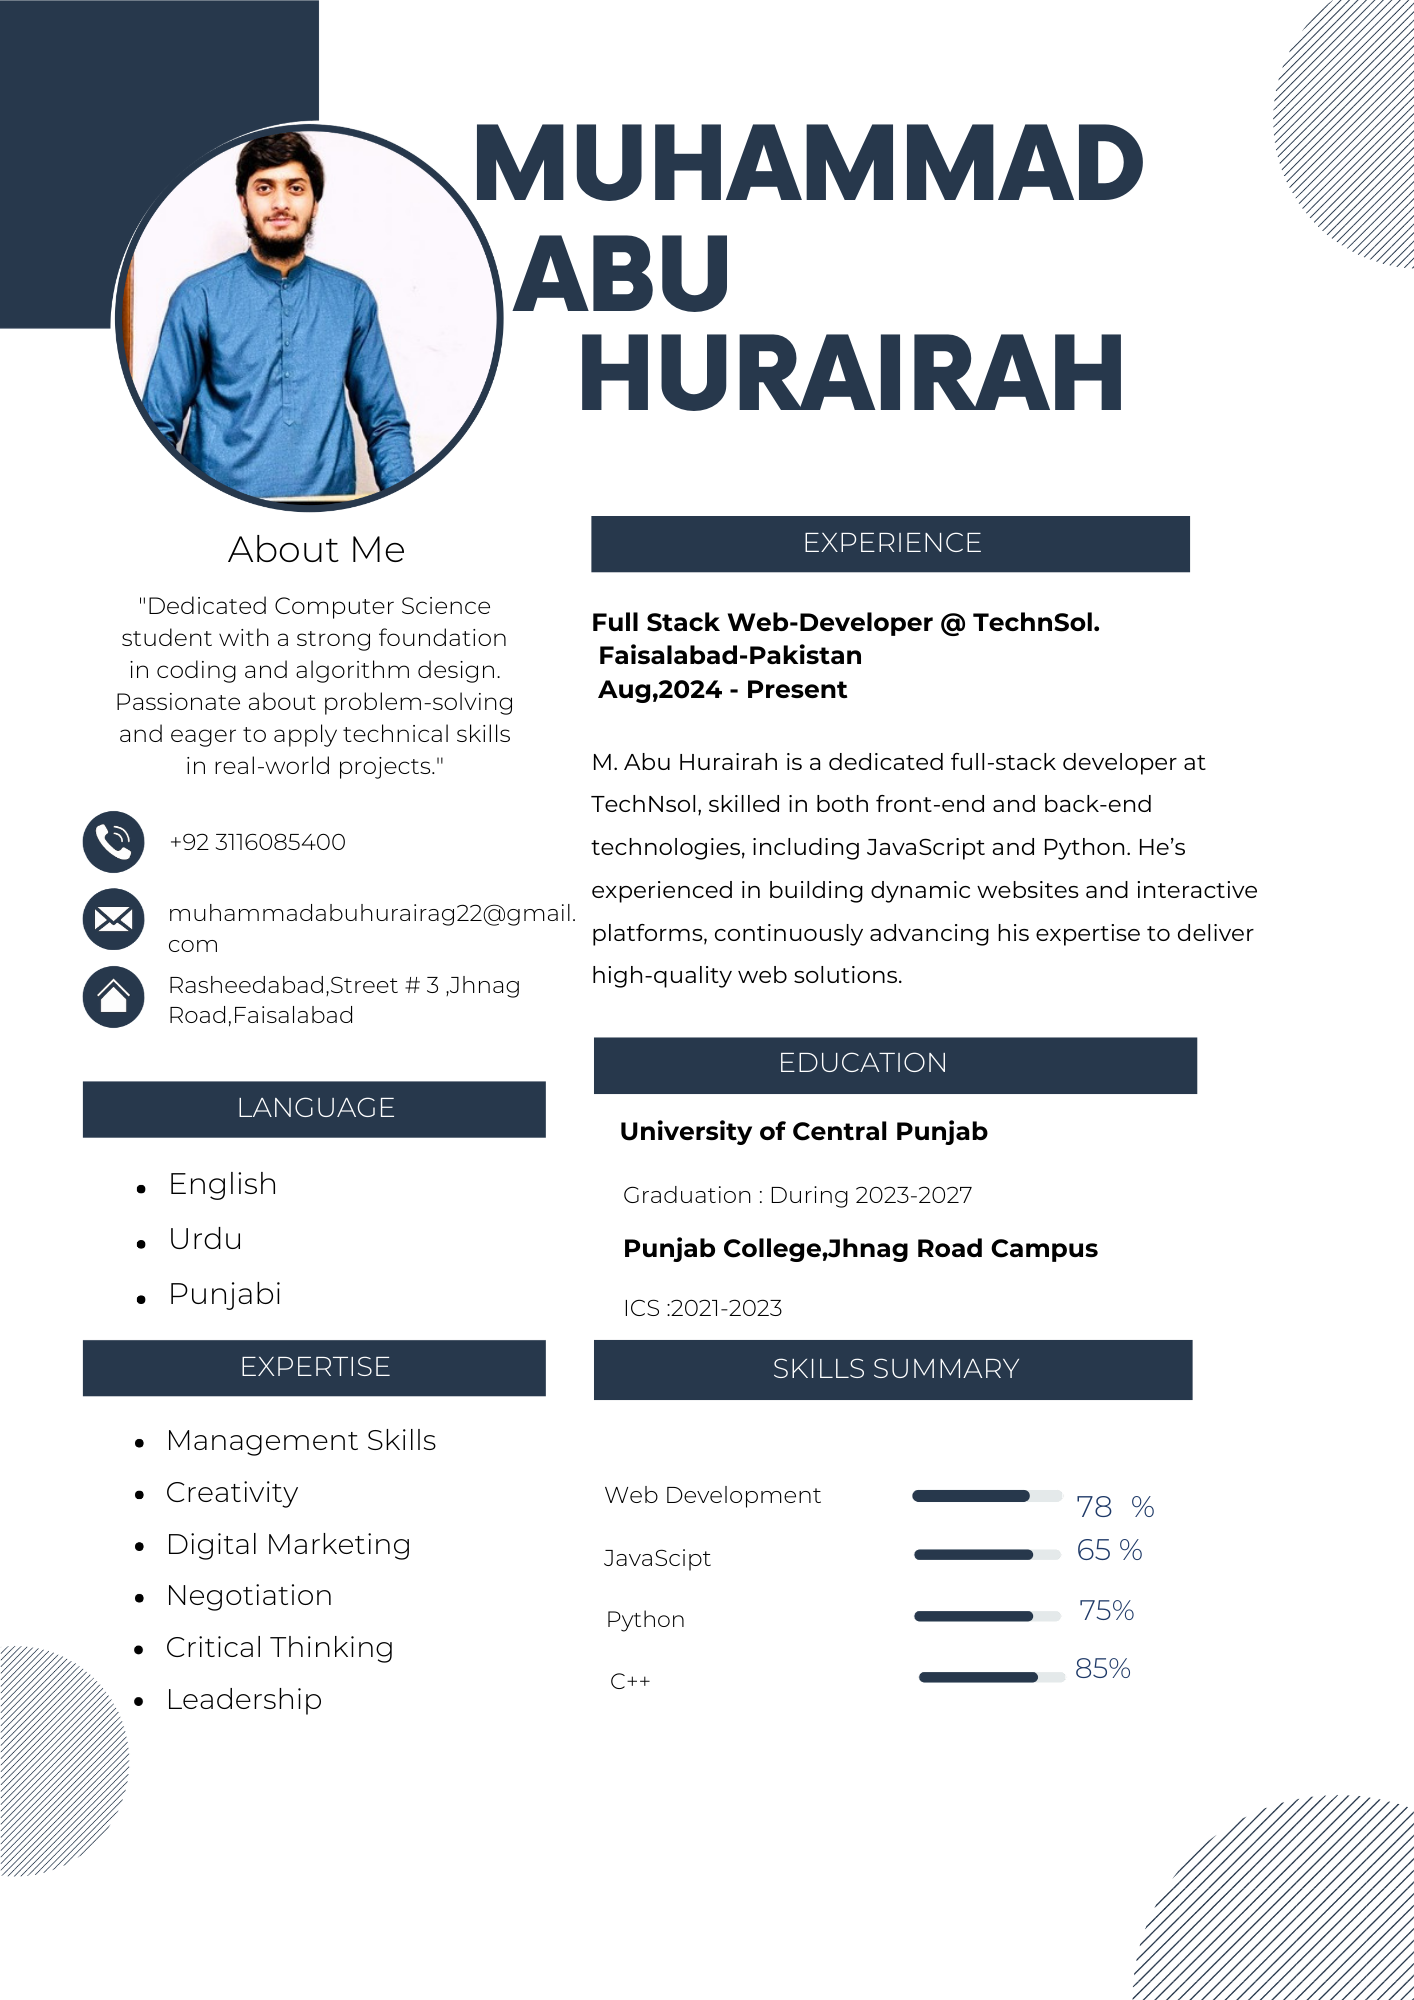 MUHAMMAD
ABU
HURAIRAH
About Me
"Dedicated Computer Science
student with a strong foundation
in coding and algorithm design.
Passionate about problem-solving
and eager to apply technical skills
in real-world projects."
+92 3116085400
muhammadabuhurairag22@gmail.
com
Rasheedabad,Street # 3 ,Jhnag
Road,Faisalabad
LANGUAGE
English
Urdu
Punjabi
EXPERTISE
Management Skills
Creativity
Digital Marketing
Negotiation
Critical Thinking
Leadership
EXPERIENCE
Full Stack Web-Developer @ TechnSol.
Faisalabad-Pakistan
Aug,2024 - Present
M. Abu Hurairah is a dedicated full-stack developer at
TechNsol, skilled in both front-end and back-end
technologies, including JavaScript and Python. He’s
experienced in building dynamic websites and interactive
platforms, continuously advancing his expertise to deliver
high-quality web solutions.
EDUCATION
University of Central Punjab
Graduation : During 2023-2027
Punjab College,Jhnag Road Campus
ICS :2021-2023
SKILLS SUMMARY
Web Development 78 %
JavaScipt 65 %
Python 75%
C++ 85%